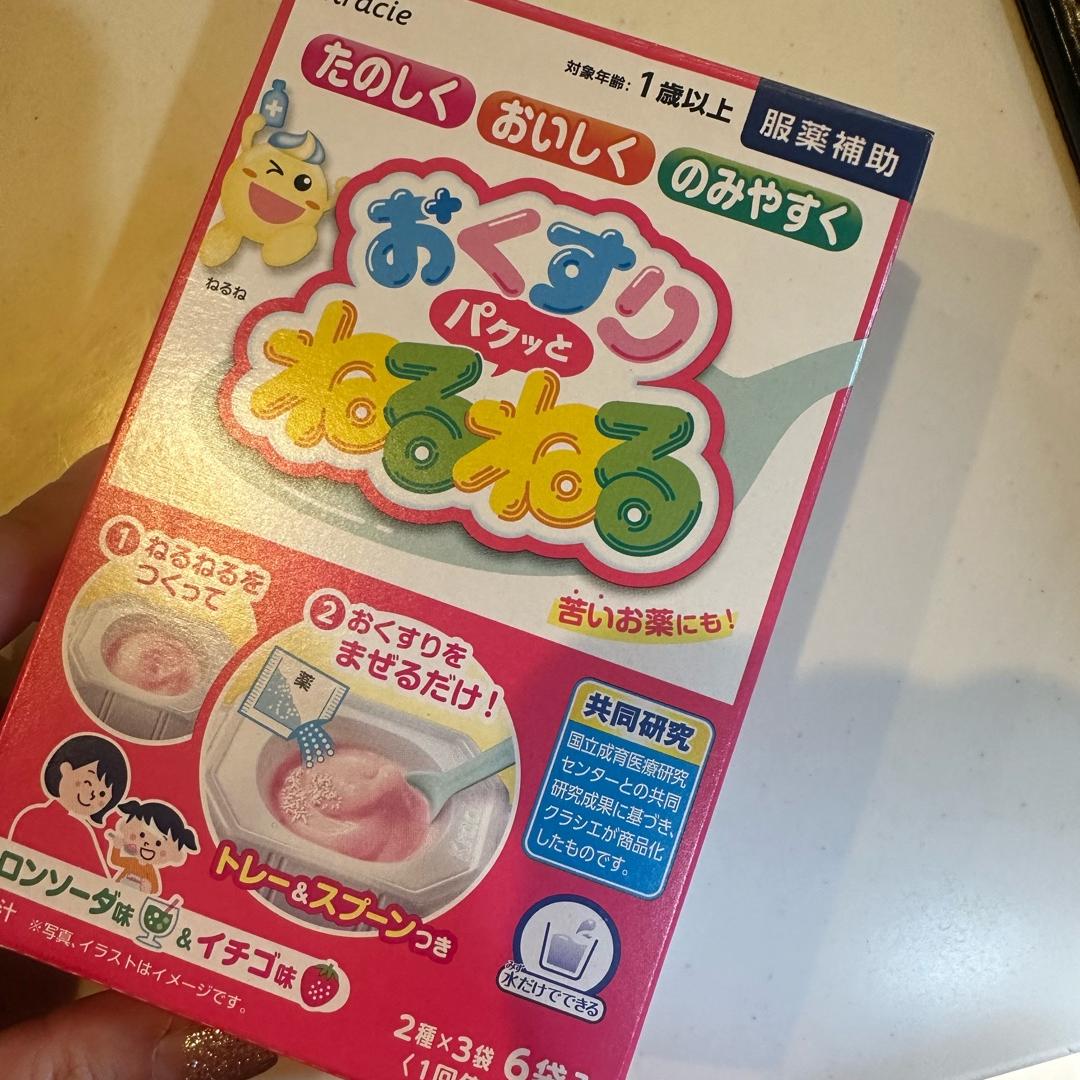 たのしく
おいしく
のみやすく
対象年齢:1歳以上
服薬補助
ねるね
おくすり
パクッと
ねるねる
苦いお薬にも!
1 ねるねるを
つくって
2 おくすりを
まぜるだけ!
薬
共同研究
国立成育医療研究
センターとの共同
研究成果に基づき、
クラシエが商品化
したものです。
トレー&スプーンつき
ロンソーダ味 & イチゴ味
汁 ※写真、イラストはイメージです。
みず
水だけでできる
2種×3袋 6袋